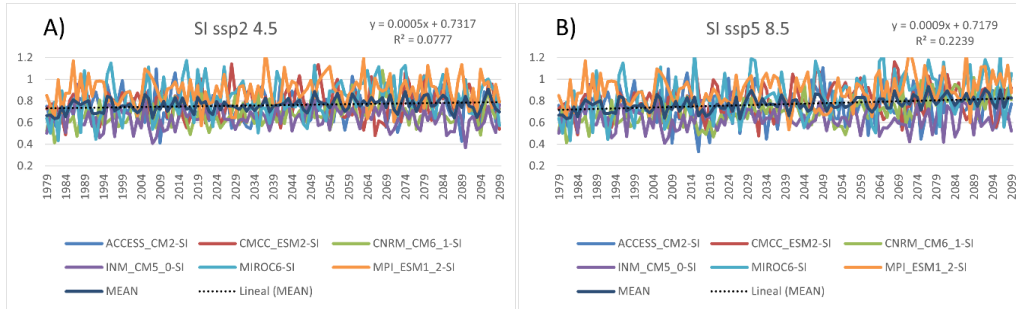 A)
SI ssp2 4.5
y = 0.0005x + 0.7317
R² = 0.0777
1.2
1
0.8
0.6
0.4
0.2
1979 1984 1989 1994 1999 2004 2009 2014 2019 2024 2029 2034 2039 2044 2049 2054 2059 2064 2069 2074 2079 2084 2089 2094 2099
ACCESS_CM2-SI CMCC_ESM2-SI CNRM_CM6_1-SI
INM_CM5_0-SI MIROC6-SI MPI_ESM1_2-SI
MEAN Lineal (MEAN)
B)
SI ssp5 8.5
y = 0.0009x + 0.7179
R² = 0.2239
1.2
1
0.8
0.6
0.4
0.2
1979 1984 1989 1994 1999 2004 2009 2014 2019 2024 2029 2034 2039 2044 2049 2054 2059 2064 2069 2074 2079 2084 2089 2094 2099
ACCESS_CM2-SI CMCC_ESM2-SI CNRM_CM6_1-SI
INM_CM5_0-SI MIROC6-SI MPI_ESM1_2-SI
MEAN Lineal (MEAN)